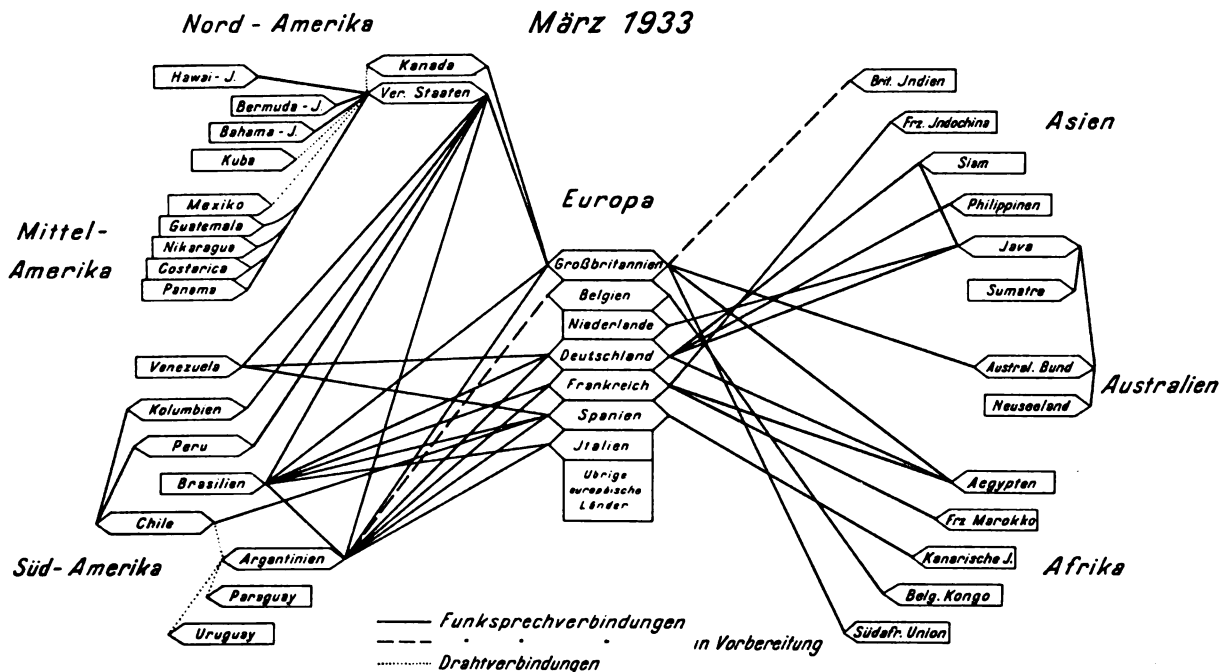 Nord - Amerika
März 1933
Hawai - J.
Bermuda - J.
Bahama - J.
Kuba
Kanada
Ver. Staaten
Mittel-
Amerika
Mexiko
Guatemala
Nikaragua
Costarica
Panama
Venezuela
Kolumbien
Peru
Brasilien
Chile
Süd - Amerika
Argentinien
Paraguay
Uruguay
Europa
Großbritannien
Belgien
Niederlande
Deutschland
Frankreich
Spanien
Jtalien
Übrige
europäische
Länder
Brit. Jndien
Frz. Jndochina
Asien
Siam
Philippinen
Java
Sumatra
Austral. Bund
Australien
Neuseeland
Aegypten
Frz Marokko
Kanarische J.
Afrika
Belg. Kongo
Südafr. Union
Funksprechverbindungen
" " " in Vorbereitung
Drahtverbindungen